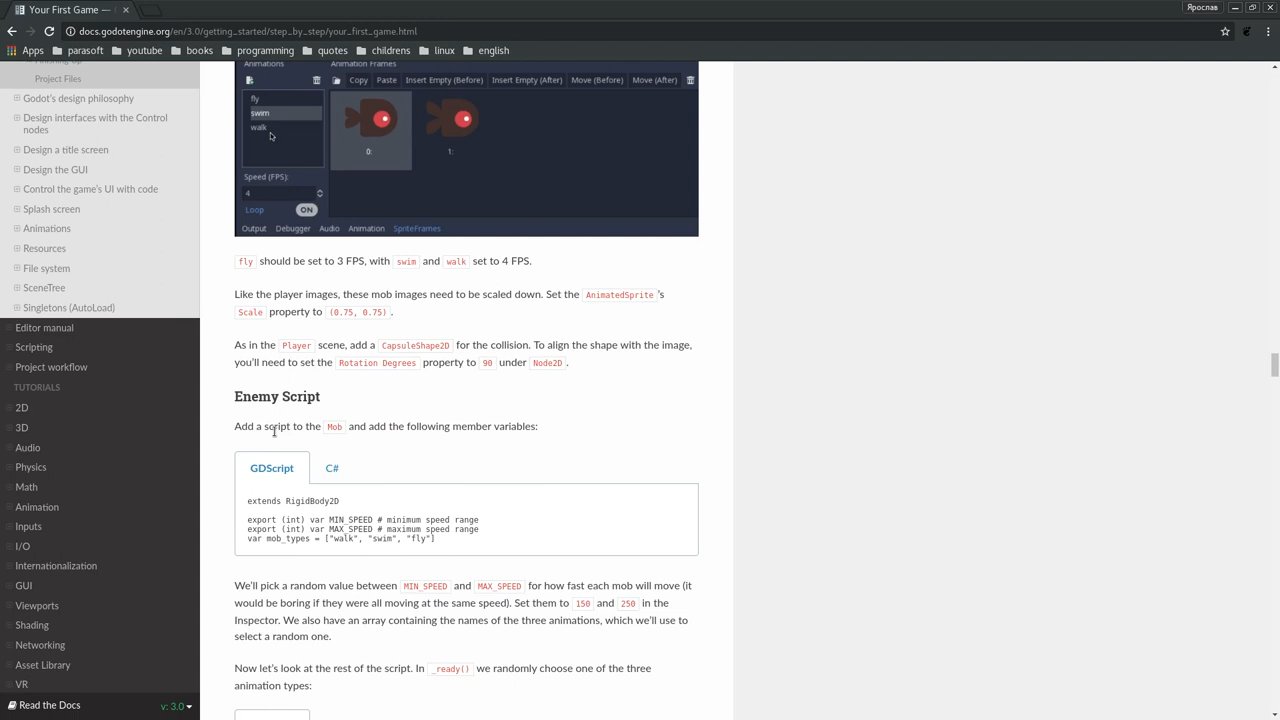 Your First Game —
Ярослав
docs.godotengine.org/en/3.0/getting_started/step_by_step/your_first_game.html
Apps parasoft youtube books programming quotes childrens linux english
Finishing Up
Project Files
Godot's design philosophy
Design interfaces with the Control
nodes
Design a title screen
Design the GUI
Control the game's UI with code
Splash screen
Animations
Resources
File system
SceneTree
Singletons (AutoLoad)
Editor manual
Scripting
Project workflow
TUTORIALS
2D
3D
Audio
Physics
Math
Animation
Inputs
I/O
Internationalization
GUI
Viewports
Shading
Networking
Asset Library
VR
Read the Docs v: 3.0
Animations Animation Frames
Copy Paste Insert Empty (Before) Insert Empty (After) Move (Before) Move (After)
fly
swim
walk
0: 1:
Speed (FPS):
4
Loop ON
Output Debugger Audio Animation SpriteFrames
fly should be set to 3 FPS, with swim and walk set to 4 FPS.
Like the player images, these mob images need to be scaled down. Set the AnimatedSprite 's
Scale property to (0.75, 0.75) .
As in the Player scene, add a CapsuleShape2D for the collision. To align the shape with the image,
you'll need to set the Rotation Degrees property to 90 under Node2D .
Enemy Script
Add a script to the Mob and add the following member variables:
GDScript C#
extends RigidBody2D
export (int) var MIN_SPEED # minimum speed range
export (int) var MAX_SPEED # maximum speed range
var mob_types = ["walk", "swim", "fly"]
We'll pick a random value between MIN_SPEED and MAX_SPEED for how fast each mob will move (it
would be boring if they were all moving at the same speed). Set them to 150 and 250 in the
Inspector. We also have an array containing the names of the three animations, which we'll use to
select a random one.
Now let's look at the rest of the script. In _ready() we randomly choose one of the three
animation types: